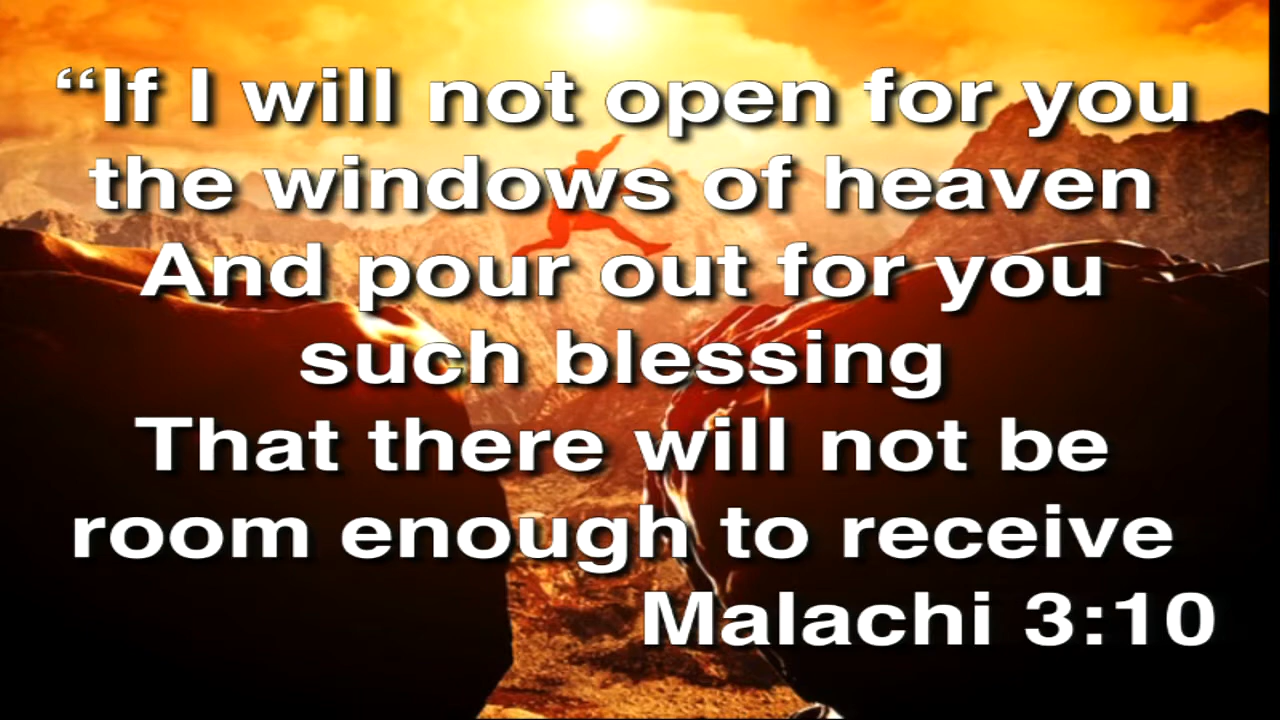 “If I will not open for you
the windows of heaven
And pour out for you
such blessing
That there will not be
room enough to receive
Malachi 3:10